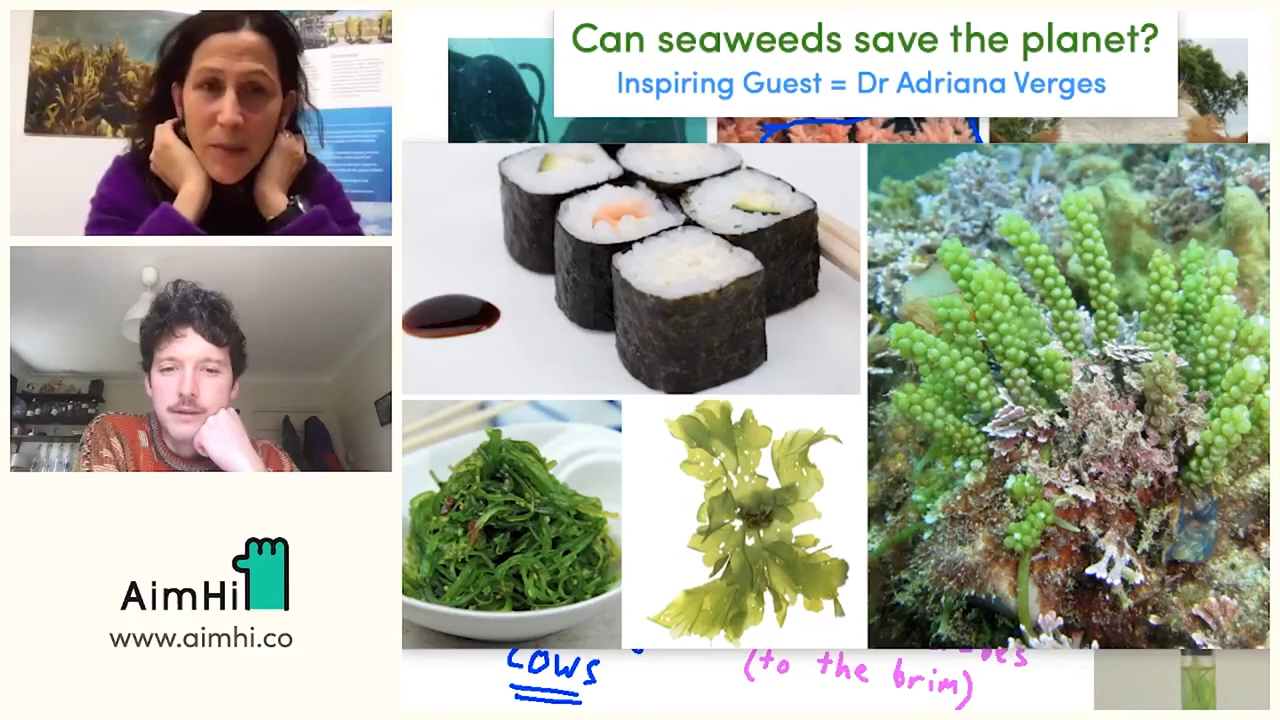 Can seaweeds save the planet?
Inspiring Guest = Dr Adriana Verges
AimHi
www.aimhi.co
cows
(to the brim)